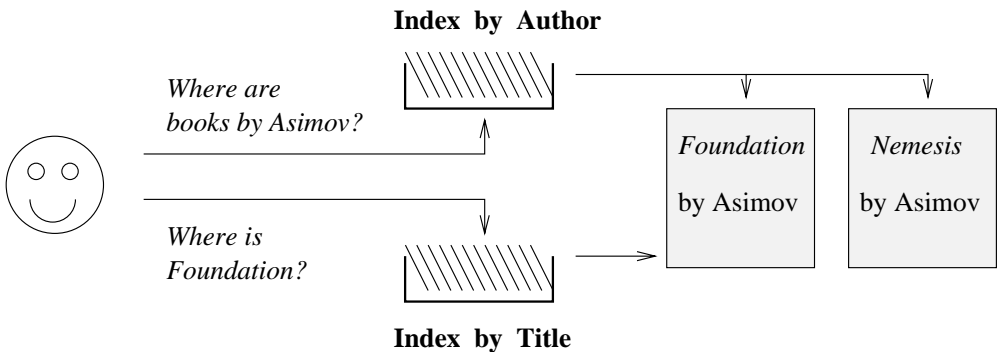 Index by Author
Where are
books by Asimov?
Foundation
by Asimov
Nemesis
by Asimov
Where is
Foundation?
Index by Title